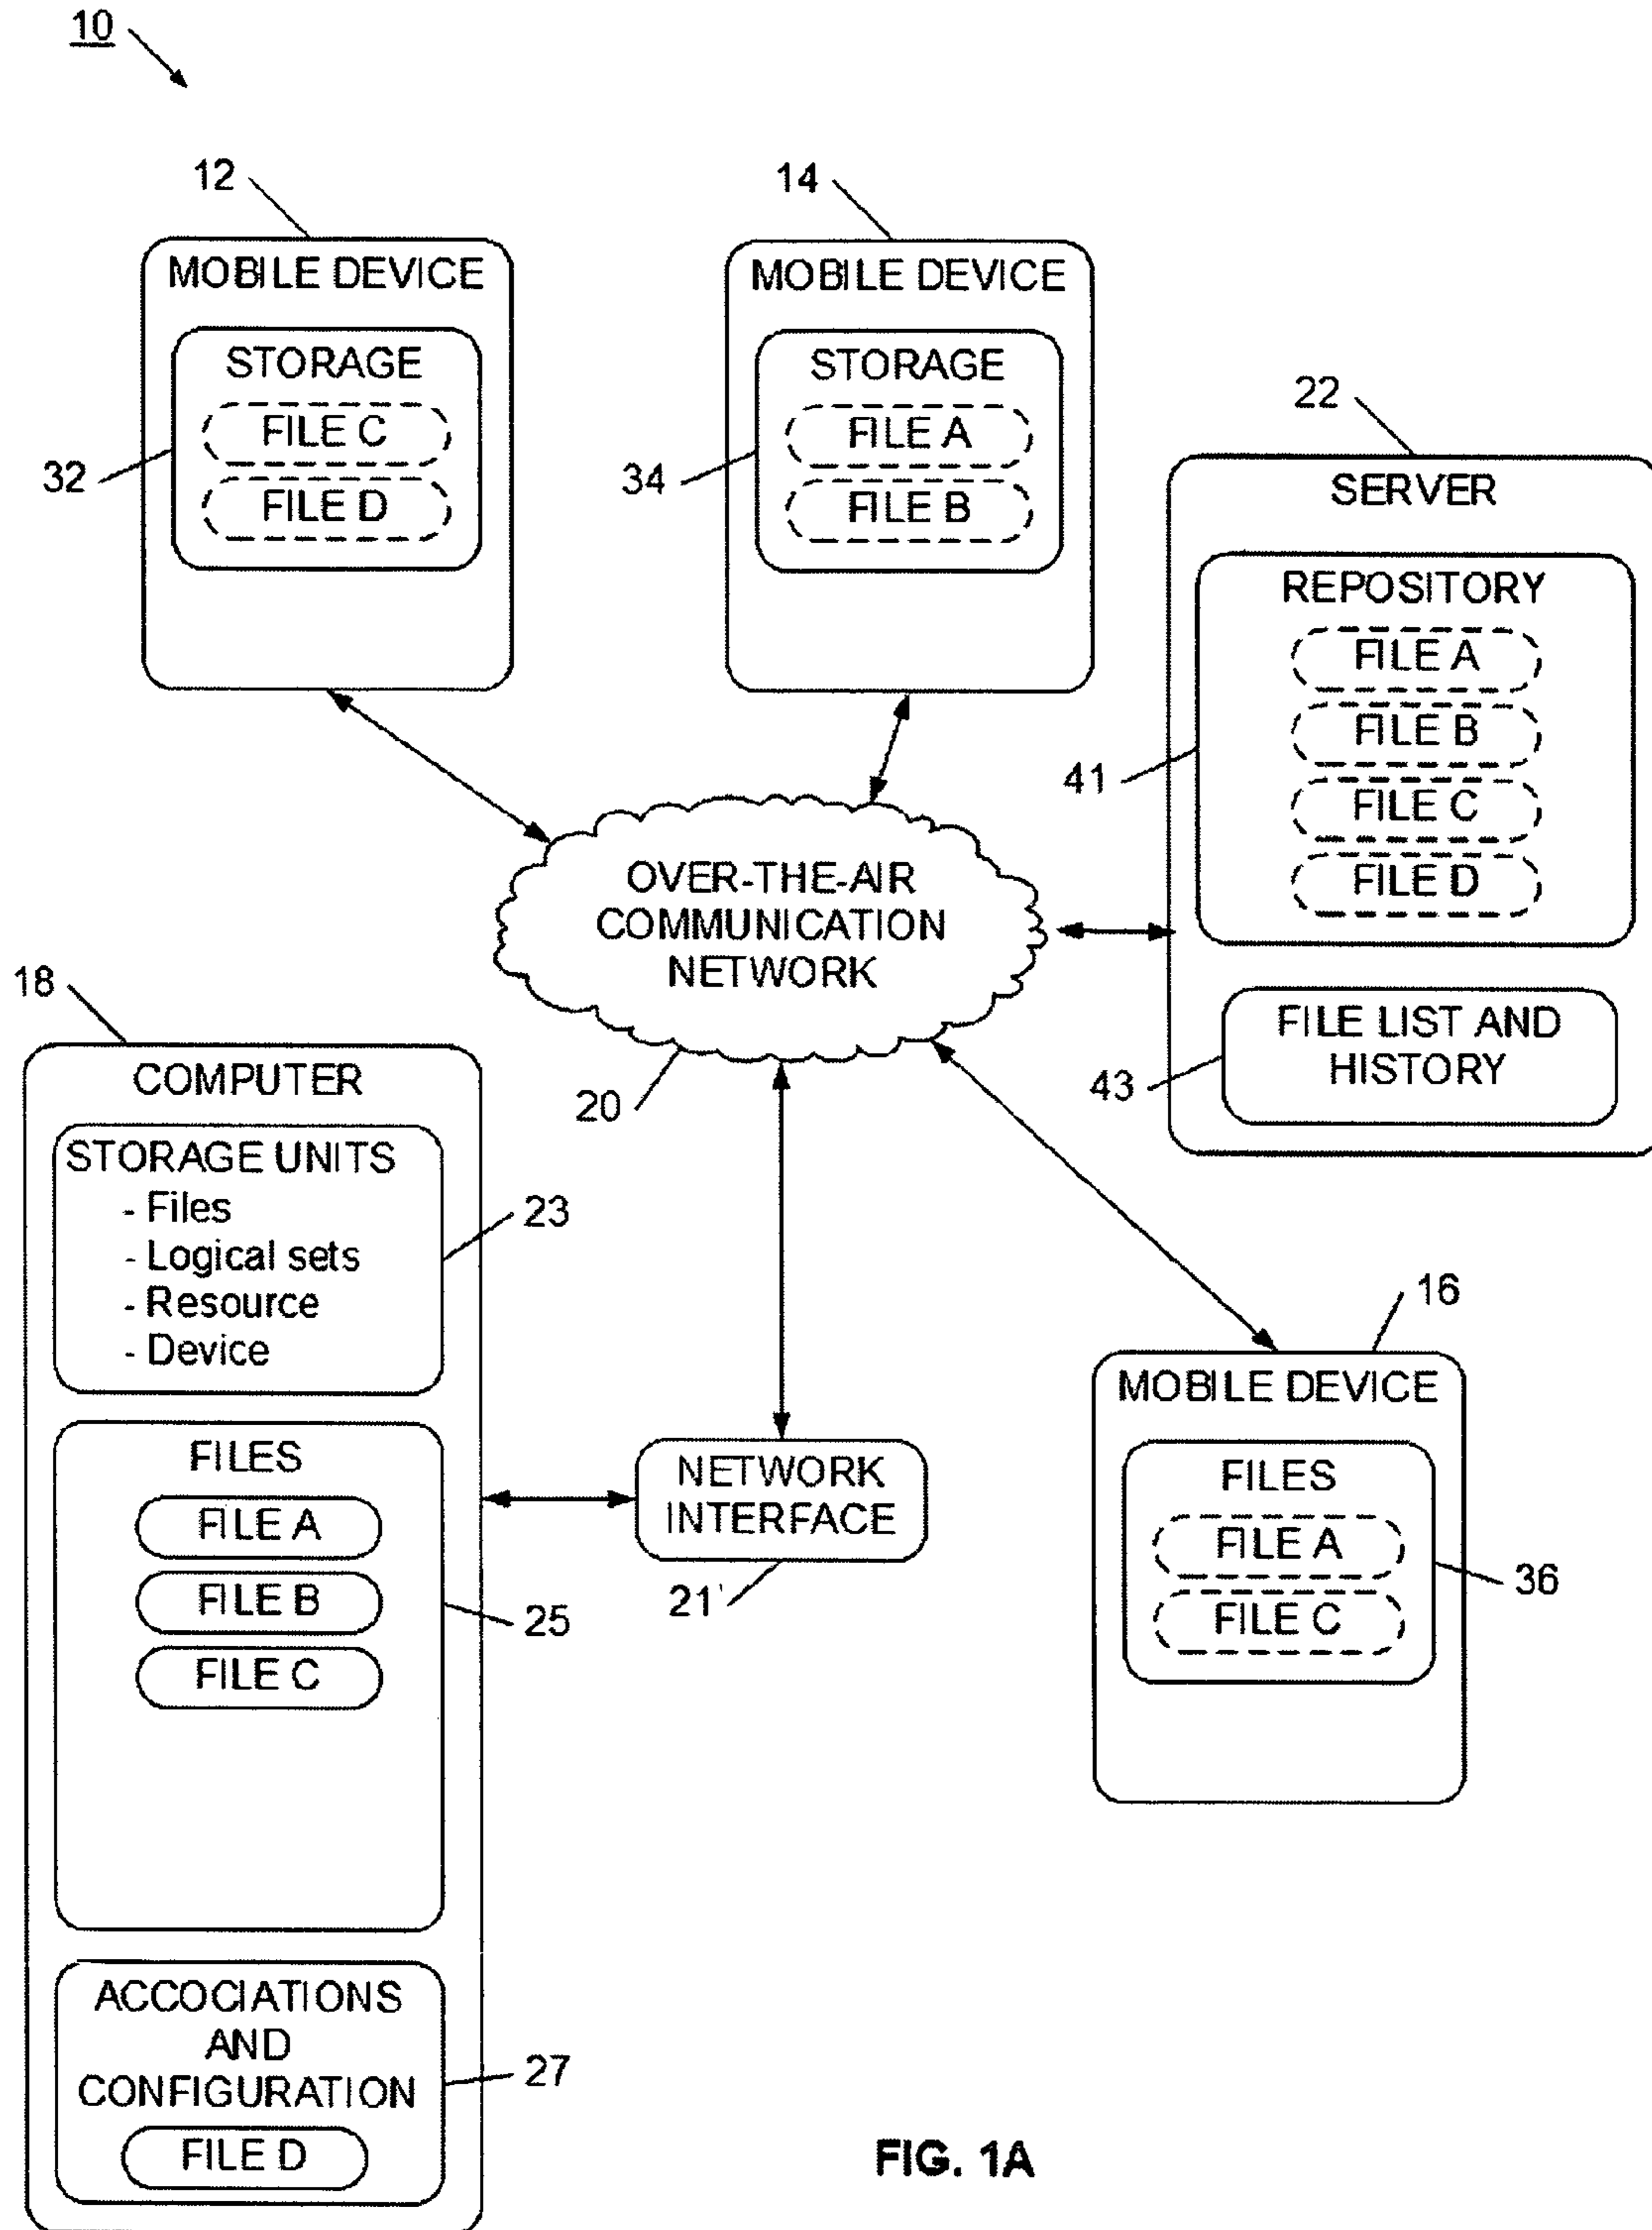 10
12
MOBILE DEVICE
STORAGE
FILE C
FILE D
32
14
MOBILE DEVICE
STORAGE
FILE A
FILE B
34
22
SERVER
REPOSITORY
FILE A
FILE B
FILE C
FILE D
41
FILE LIST AND
HISTORY
43
OVER-THE-AIR
COMMUNICATION
NETWORK
20
18
COMPUTER
STORAGE UNITS
- Files
- Logical sets
- Resource
- Device
23
FILES
FILE A
FILE B
FILE C
25
ACCOCIATIONS
AND
CONFIGURATION
FILE D
27
NETWORK
INTERFACE
21
16
MOBILE DEVICE
FILES
FILE A
FILE C
36
FIG. 1A